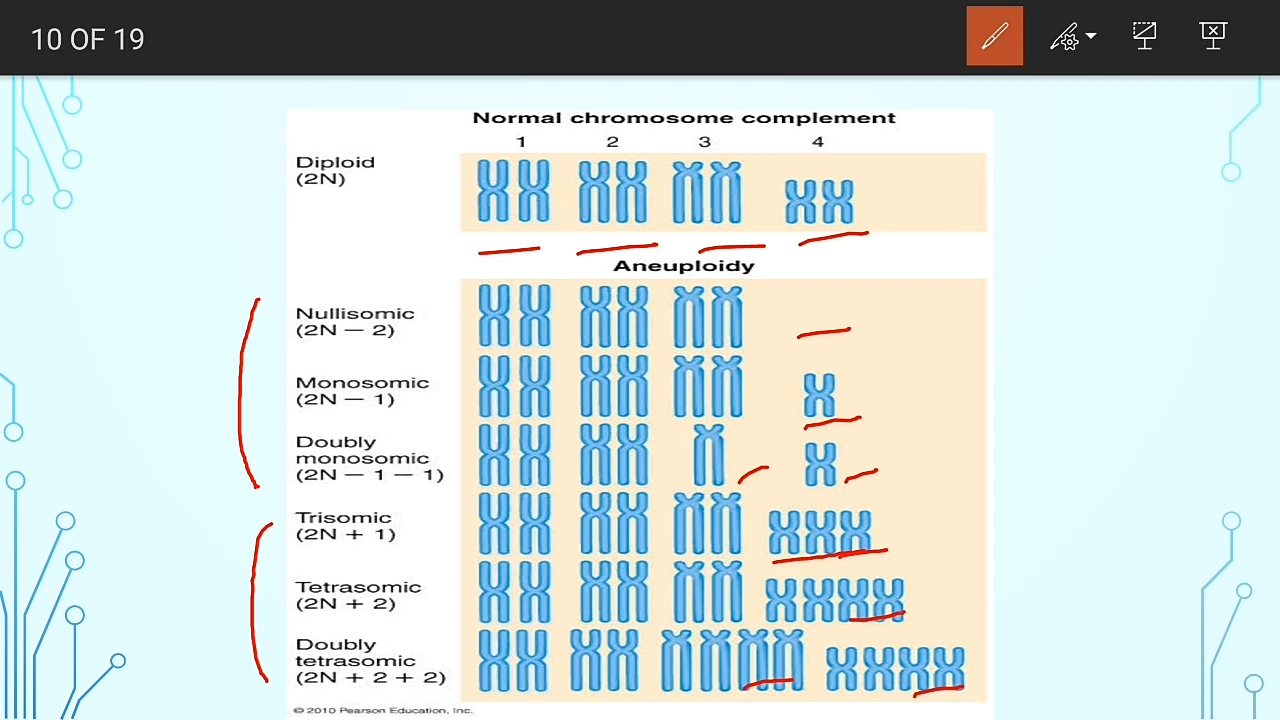 10 OF 19
Normal chromosome complement
1 2 3 4
Diploid
(2N)
Aneuploidy
Nullisomic
(2N — 2)
Monosomic
(2N — 1)
Doubly
monosomic
(2N — 1 — 1)
Trisomic
(2N + 1)
Tetrasomic
(2N + 2)
Doubly
tetrasomic
(2N + 2 + 2)
© 2010 Pearson Education, Inc.